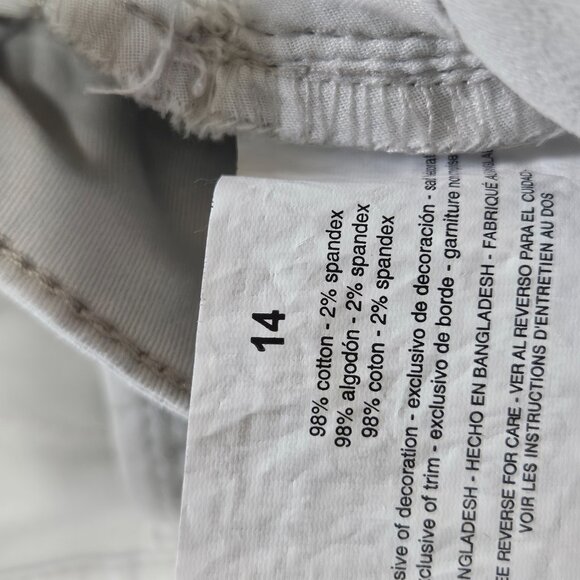 14
98% cotton - 2% spandex
98% algodón - 2% spandex
98% coton - 2% spandex
sive of decoration - exclusivo de decoración -
clusive of trim - exclusivo de borde - garniture
NGLADESH - HECHO EN BANGLADESH - FABRIQUÉ
EE REVERSE FOR CARE - VER AL REVERSO PARA EL CUIDAD
VOIR LES INSTRUCTIONS D'ENTRETIEN AU DOS